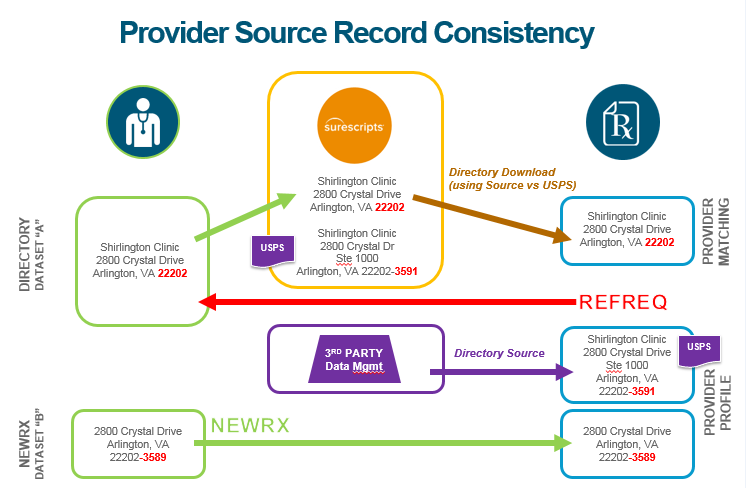 Provider Source Record Consistency
surescripts
Rx
DIRECTORY
DATASET "A"
Shirlington Clinic
2800 Crystal Drive
Arlington, VA 22202
Shirlington Clinic
2800 Crystal Drive
Arlington, VA 22202
USPS
Shirlington Clinic
2800 Crystal Dr
Ste 1000
Arlington, VA 22202-3591
Directory Download
(using Source vs USPS)
Shirlington Clinic
2800 Crystal Drive
Arlington, VA 22202
PROVIDER
MATCHING
REFREQ
3RD PARTY
Data Mgmt
Directory Source
Shirlington Clinic
2800 Crystal Drive
Ste 1000
Arlington, VA
22202-3591
USPS
PROVIDER
PROFILE
NEWRX
DATASET "B"
2800 Crystal Drive
Arlington, VA
22202-3589
NEWRX
2800 Crystal Drive
Arlington, VA
22202-3589